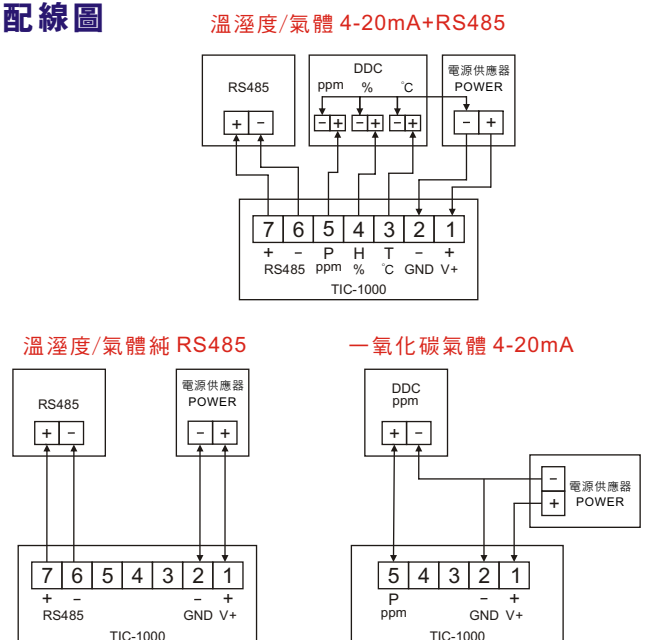 配線圖
溫溼度/氣體 4-20mA+RS485
RS485
+ −
DDC
ppm % ℃
− + − + − +
電源供應器
POWER
− +
7 6 5 4 3 2 1
+ − P H T − +
RS485 ppm % ℃ GND V+
TIC-1000
溫溼度/氣體純 RS485
RS485
+ −
電源供應器
POWER
− +
7 6 5 4 3 2 1
+ − − +
RS485 GND V+
TIC-1000
一氧化碳氣體 4-20mA
DDC
ppm
+ −
−
+
電源供應器
POWER
5 4 3 2 1
P − +
ppm GND V+
TIC-1000